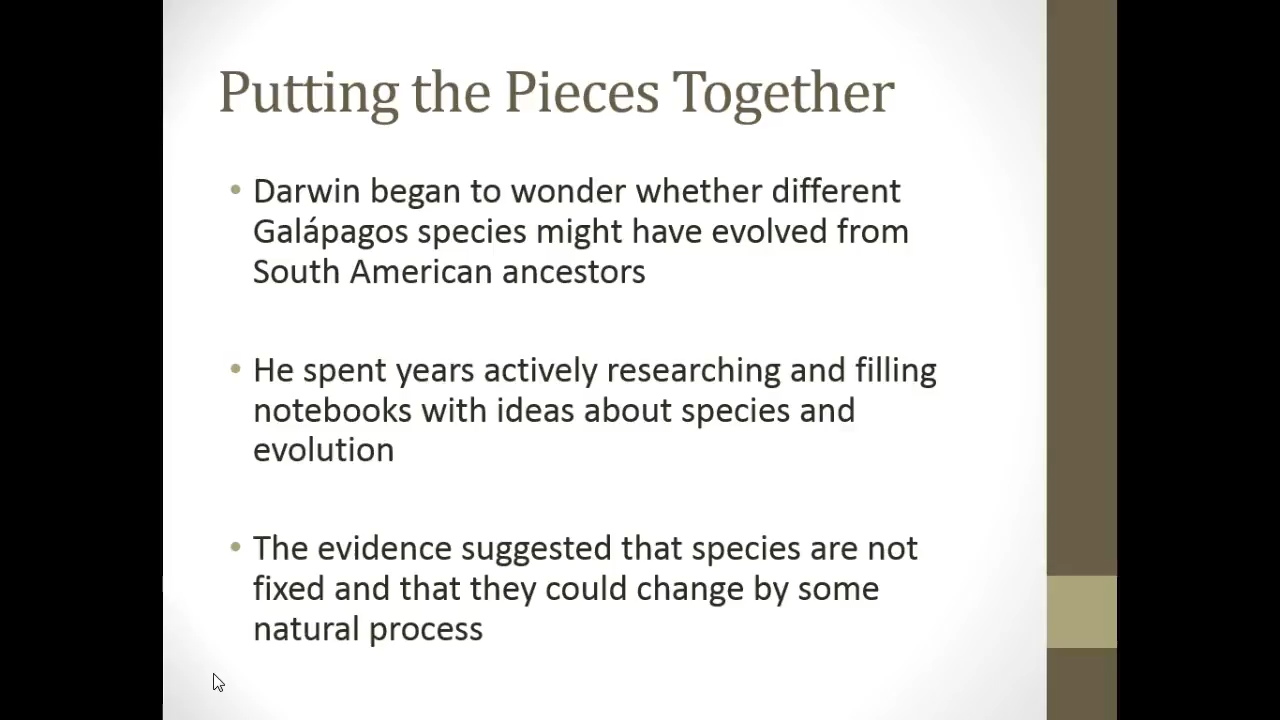 Putting the Pieces Together
• Darwin began to wonder whether different
Galápagos species might have evolved from
South American ancestors
• He spent years actively researching and filling
notebooks with ideas about species and
evolution
• The evidence suggested that species are not
fixed and that they could change by some
natural process